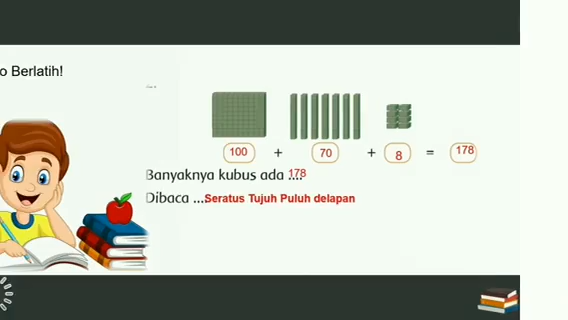 o Berlatih!
100 + 70 + 8 = 178
Banyaknya kubus ada .... 178
Dibaca ....Seratus Tujuh Puluh delapan